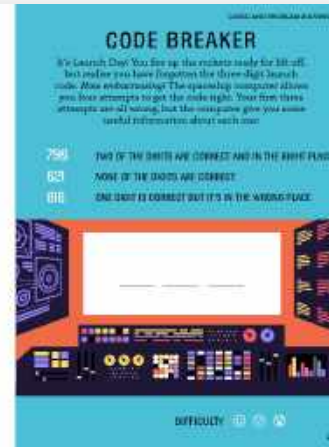 LOGIC AND PROBLEM SOLVING
CODE BREAKER
It's Launch Day! You fire up the rockets ready for lift off,
but realise you have forgotten the three-digit launch
code. How embarrassing! The spaceship computer allows
you four attempts to get the code right. Your first three
attempts are all wrong, but the computer give you some
useful information about each one:
TWO OF THE DIGITS ARE CORRECT AND IN THE RIGHT PLACE
621 NONE OF THE DIGITS ARE CORRECT
816 ONE DIGIT IS CORRECT BUT IT'S IN THE WRONG PLACE
DIFFICULTY